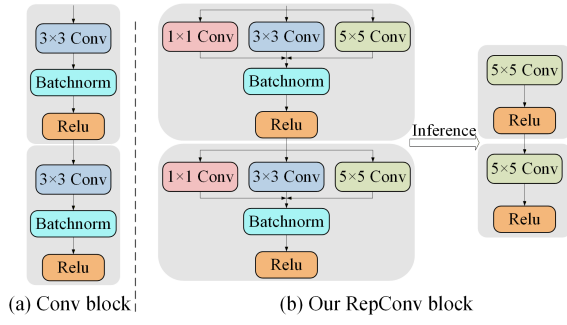 3×3 Conv
Batchnorm
Relu
3×3 Conv
Batchnorm
Relu
(a) Conv block
1×1 Conv 3×3 Conv 5×5 Conv
Batchnorm
Relu
1×1 Conv 3×3 Conv 5×5 Conv
Batchnorm
Relu
Inference
5×5 Conv
Relu
5×5 Conv
Relu
(b) Our RepConv block